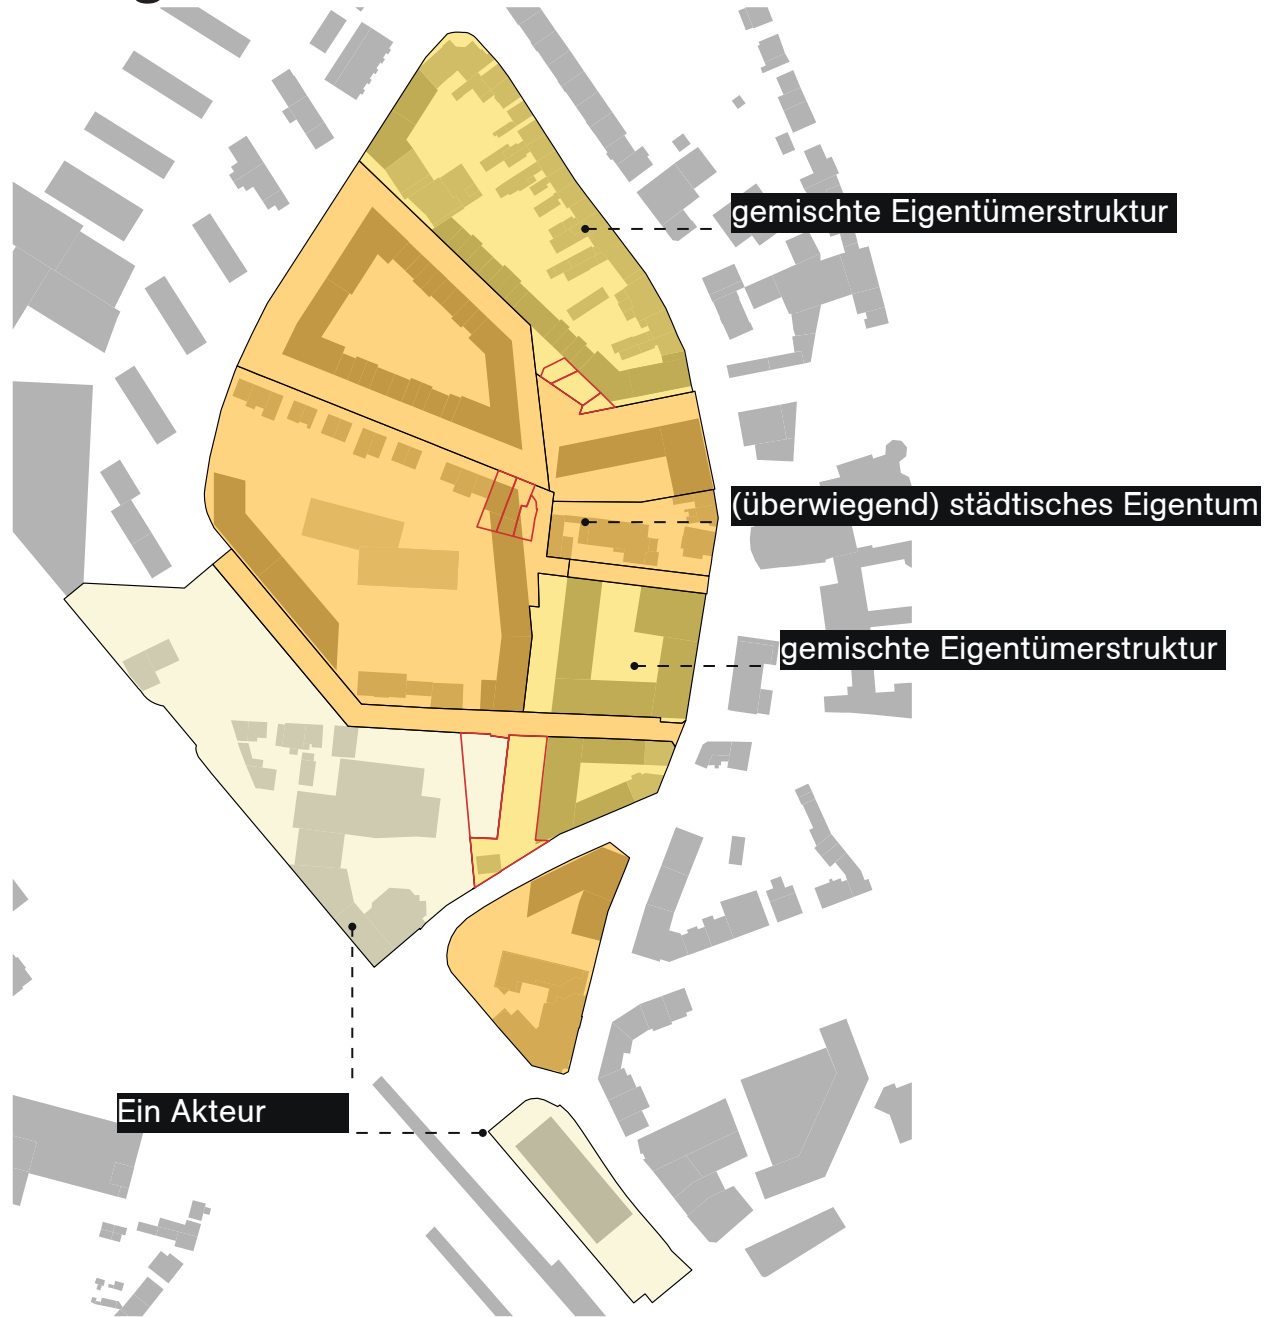 gemischte Eigentümerstruktur
(überwiegend) städtisches Eigentum
gemischte Eigentümerstruktur
Ein Akteur